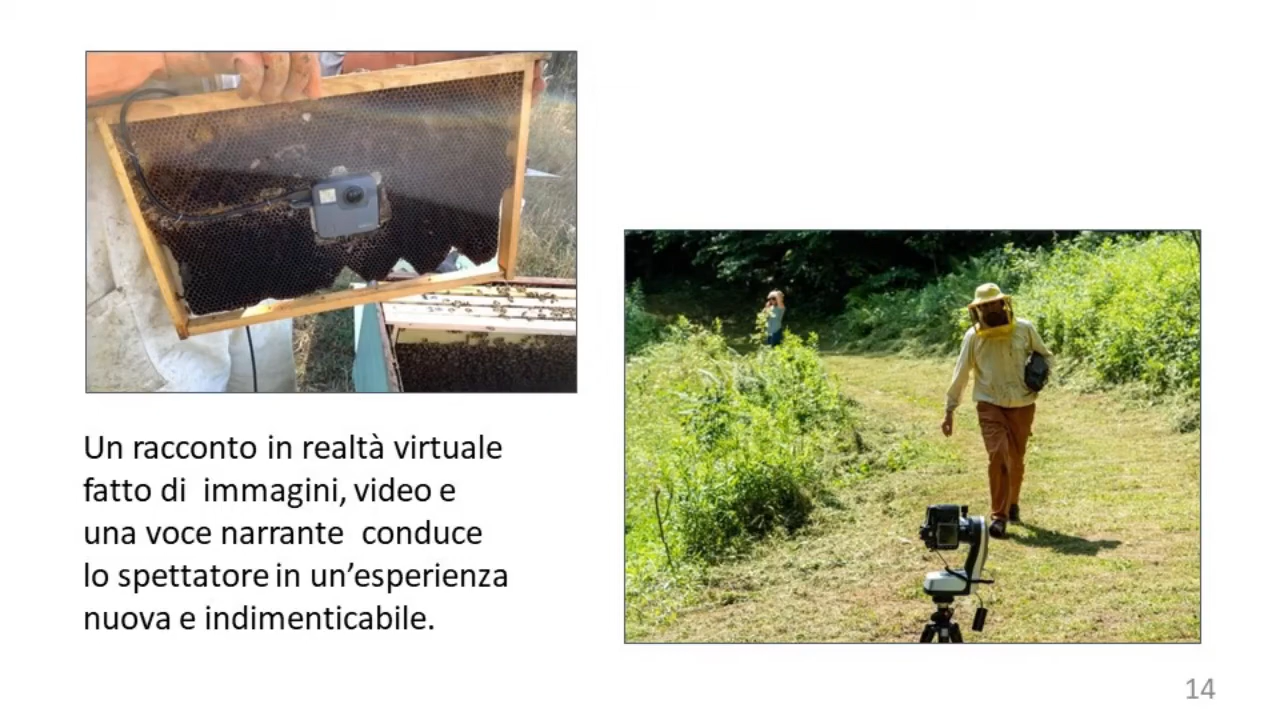 Un racconto in realtà virtuale
fatto di  immagini, video e
una voce narrante  conduce
lo spettatore in un’esperienza
nuova e indimenticabile.
14